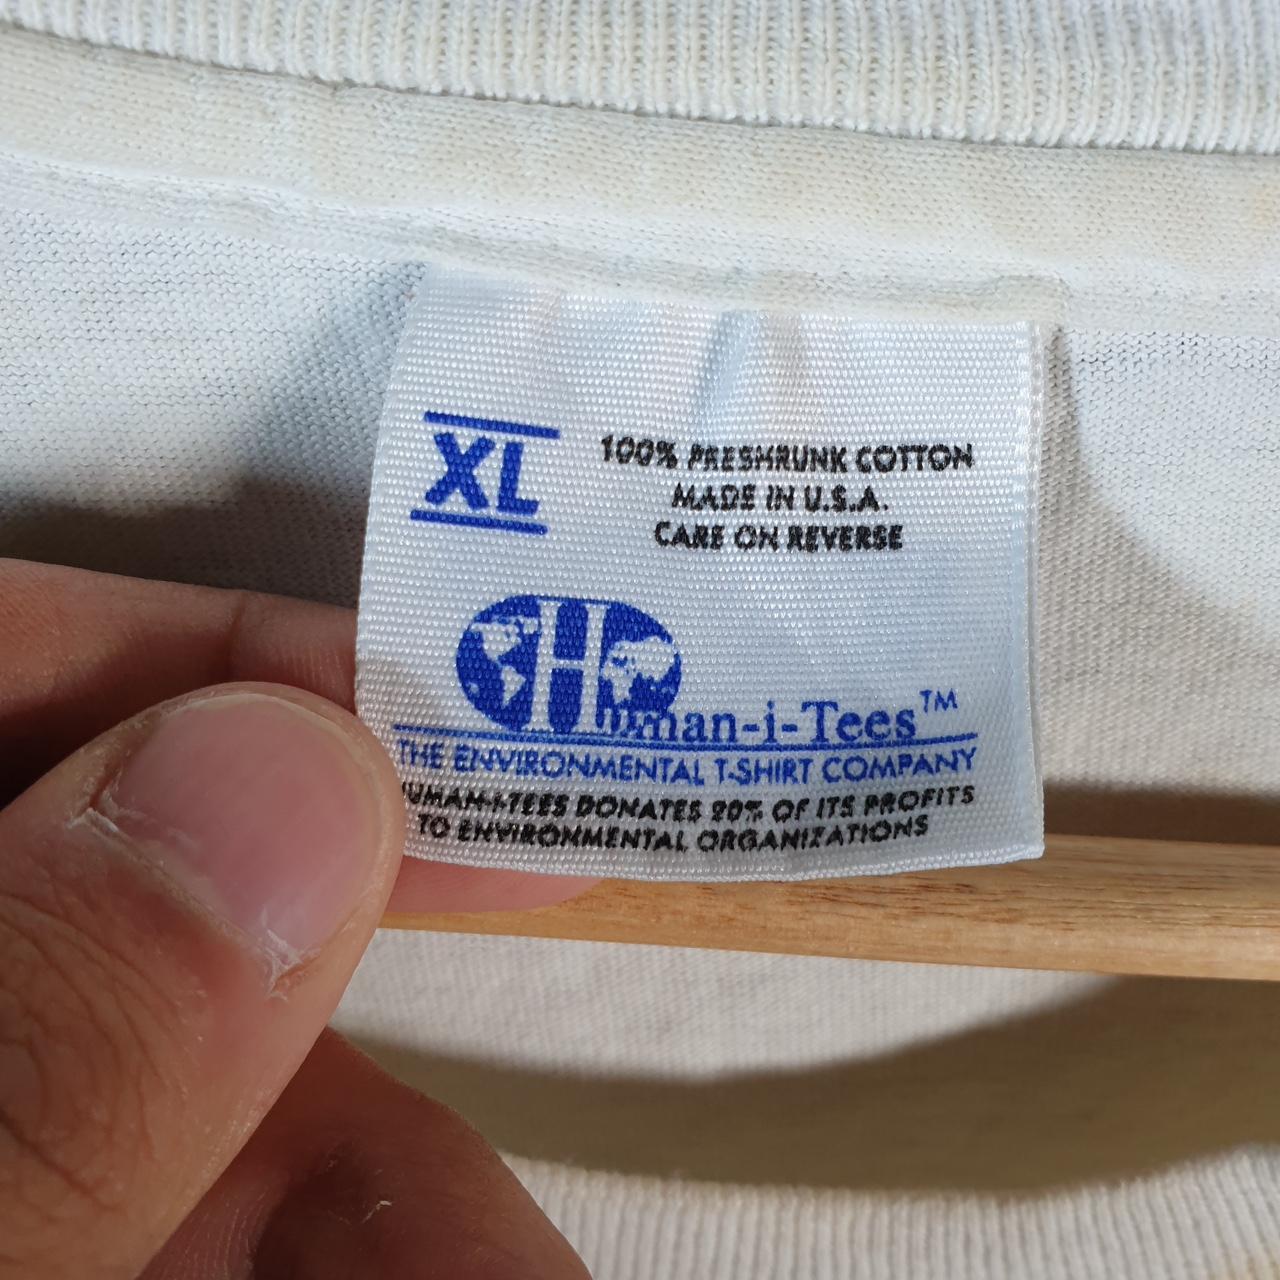 XL
100% PRESHRUNK COTTON
MADE IN U.S.A.
CARE ON REVERSE
Human-i-Tees™
THE ENVIRONMENTAL T-SHIRT COMPANY
HUMAN-I-TEES DONATES 20% OF ITS PROFITS
TO ENVIRONMENTAL ORGANIZATIONS